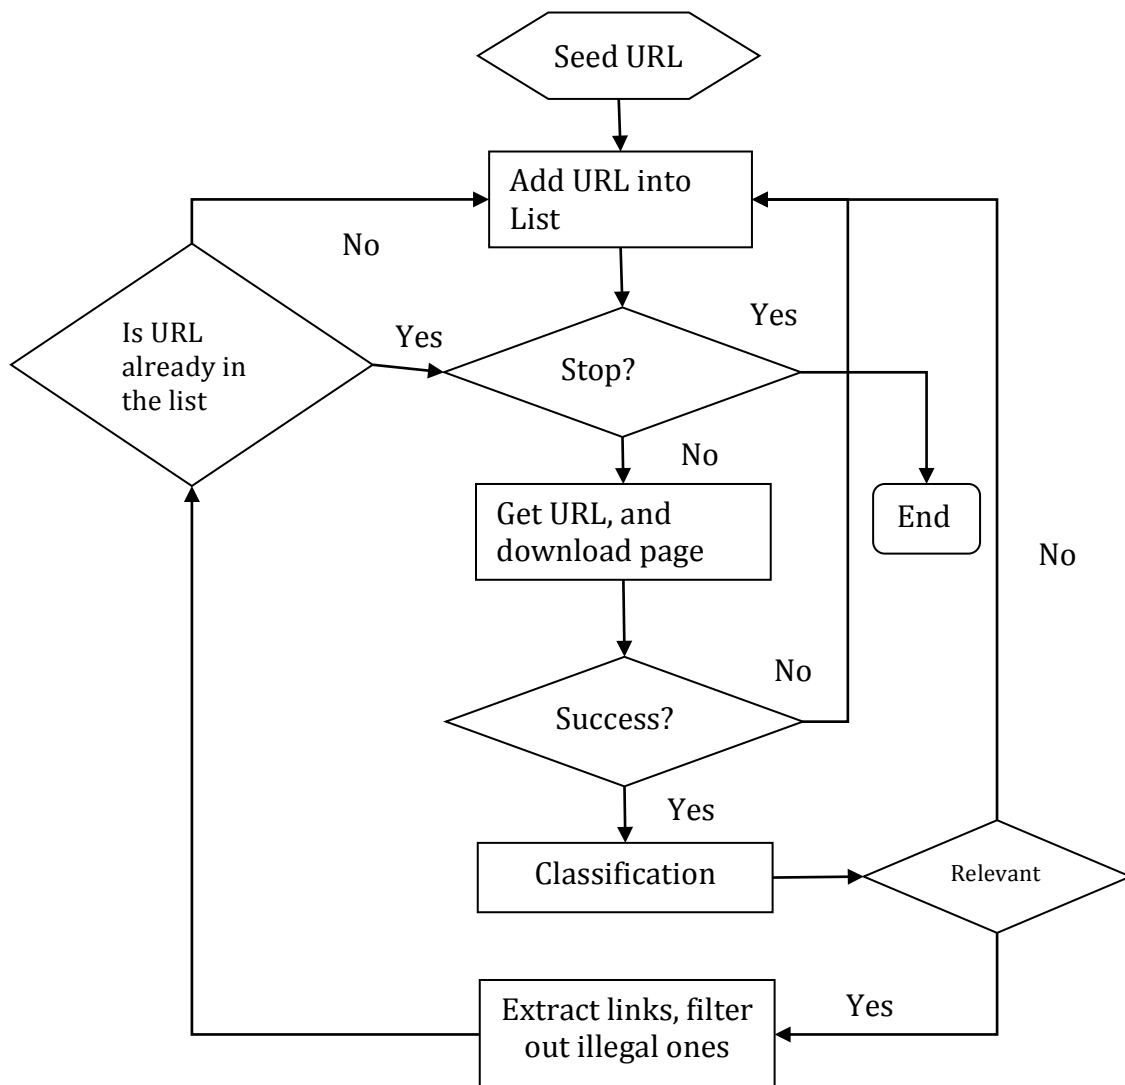 Seed URL
Add URL into
List
No
Is URL
already in
the list
Yes
Stop?
Yes
No
Get URL, and
download page
End
No
Success?
No
Yes
Classification
Relevant
Extract links, filter
out illegal ones
Yes